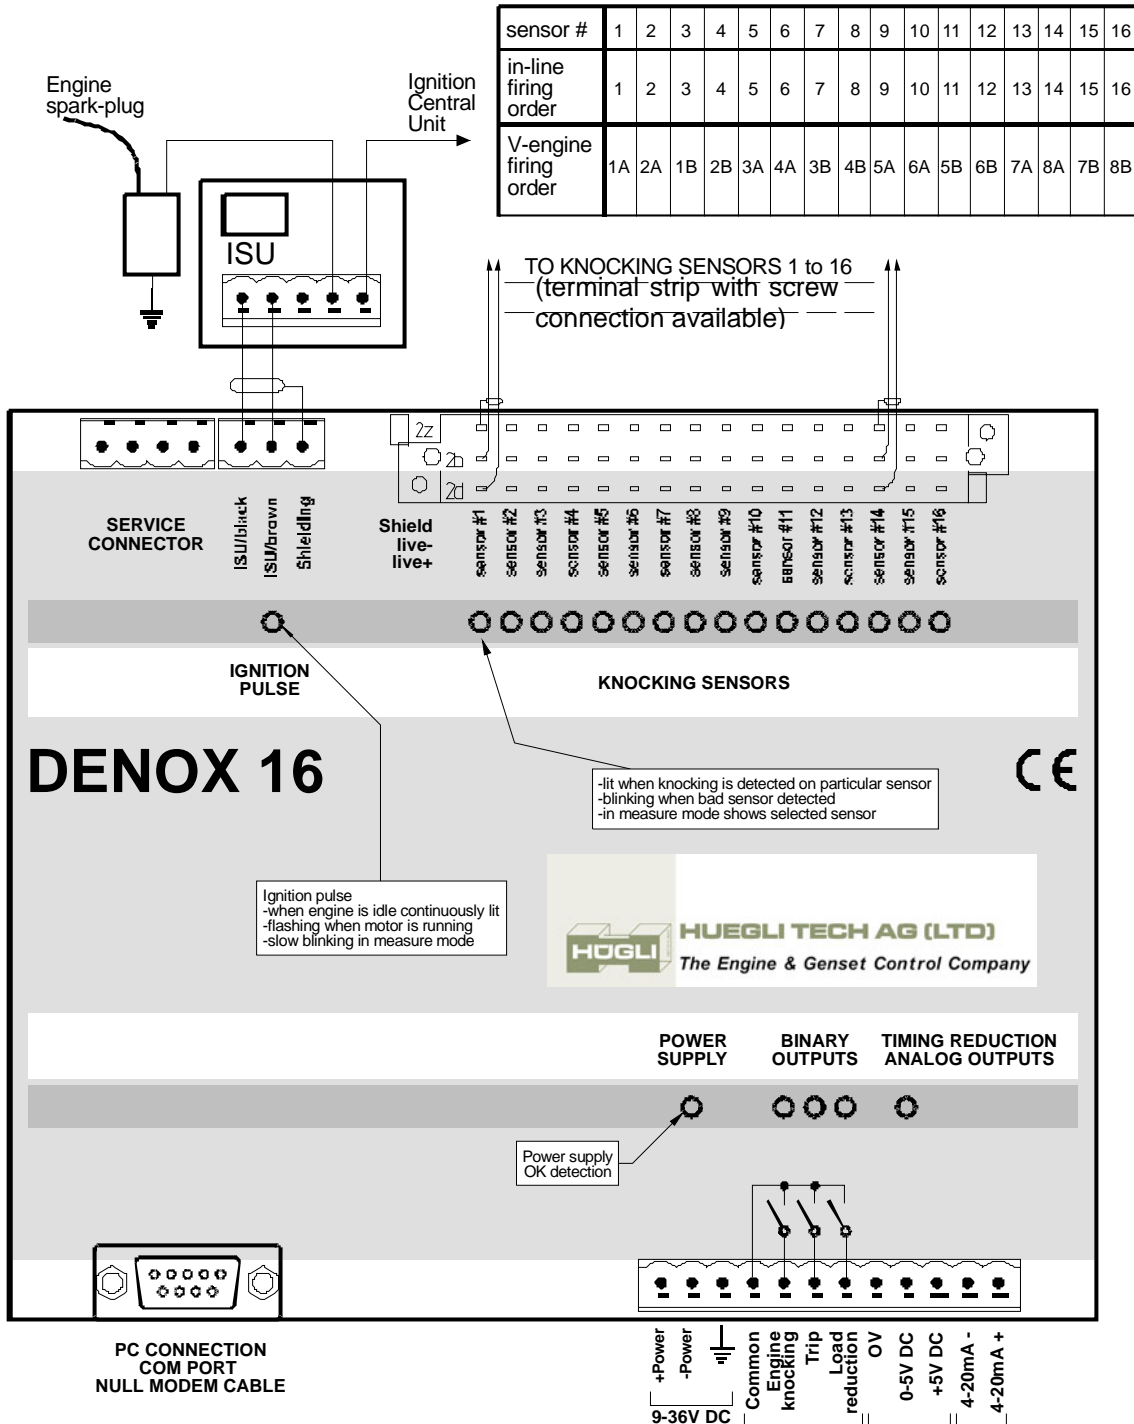 sensor # 1 2 3 4 5 6 7 8 9 10 11 12 13 14 15 16
in-line
firing
order
1 2 3 4 5 6 7 8 9 10 11 12 13 14 15 16
V-engine
firing
order
1A 2A 1B 2B 3A 4A 3B 4B 5A 6A 5B 6B 7A 8A 7B 8B
Engine
spark-plug
Ignition
Central
Unit
ISU
TO KNOCKING SENSORS 1 to 16
(terminal strip with screw
connection available)
2z
2b
2d
SERVICE
CONNECTOR
ISU/black
ISU/brown
Shielding
Shield
live-
live+
sensor #1
sensor #2
sensor #3
sensor #4
sensor #5
sensor #6
sensor #7
sensor #8
sensor #9
sensor #10
sensor #11
sensor #12
sensor #13
sensor #14
sensor #15
sensor #16
IGNITION
PULSE
KNOCKING SENSORS
DENOX 16
CE
-lit when knocking is detected on particular sensor
-blinking when bad sensor detected
-in measure mode shows selected sensor
Ignition pulse
-when engine is idle continuously lit
-flashing when motor is running
-slow blinking in measure mode
HÜGLI
HUEGLI TECH AG (LTD)
The Engine & Genset Control Company
POWER
SUPPLY
BINARY
OUTPUTS
TIMING REDUCTION
ANALOG OUTPUTS
Power supply
OK detection
PC CONNECTION
COM PORT
NULL MODEM CABLE
+Power
-Power
Common
Engine
knocking
Trip
Load
reduction
OV
0-5V DC
+5V DC
4-20mA -
4-20mA +
9-36V DC